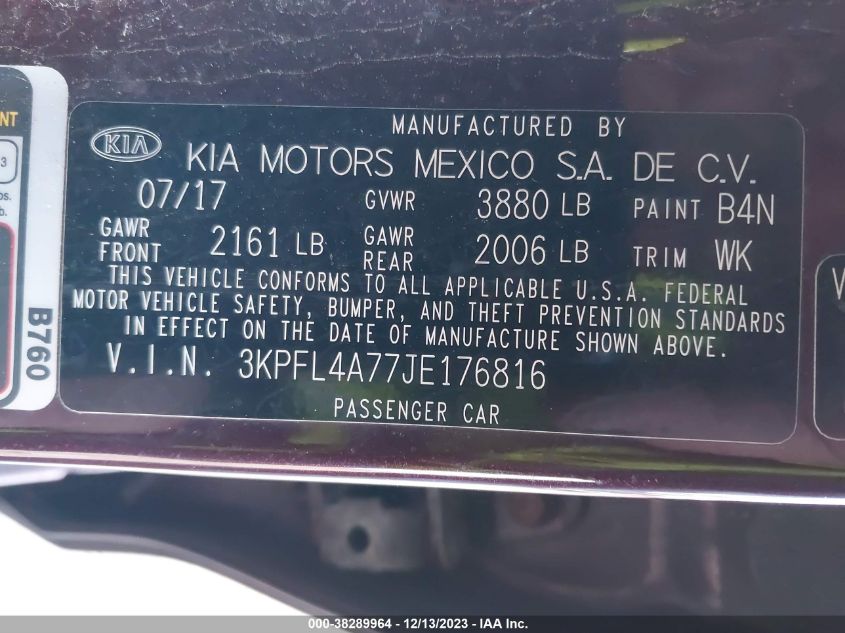 MANUFACTURED BY
KIA KIA MOTORS MEXICO S.A. DE C.V.
07/17 GVWR 3880 LB PAINT B4N
GAWR FRONT 2161 LB GAWR REAR 2006 LB TRIM WK
THIS VEHICLE CONFORMS TO ALL APPLICABLE U.S.A. FEDERAL
MOTOR VEHICLE SAFETY, BUMPER, AND THEFT PREVENTION STANDARDS
IN EFFECT ON THE DATE OF MANUFACTURE SHOWN ABOVE.
V.I.N. 3KPFL4A77JE176816
PASSENGER CAR
NT
3
os.
b.
B760
V
000-38289964 - 12/13/2023 - IAA Inc.